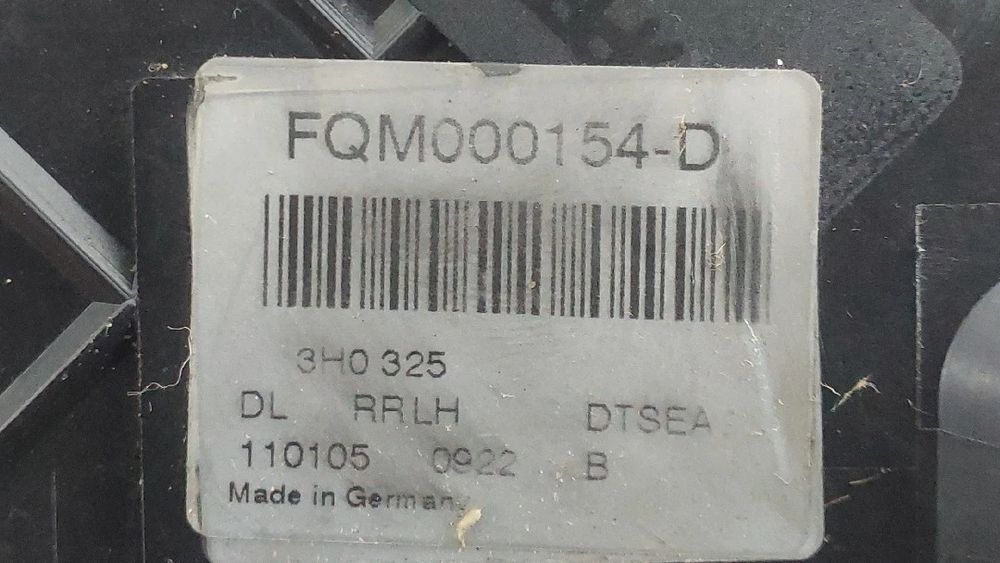 FQM000154-D
3H0 325
DL RRLH DTSEA
110105 0922 B
Made in Germany